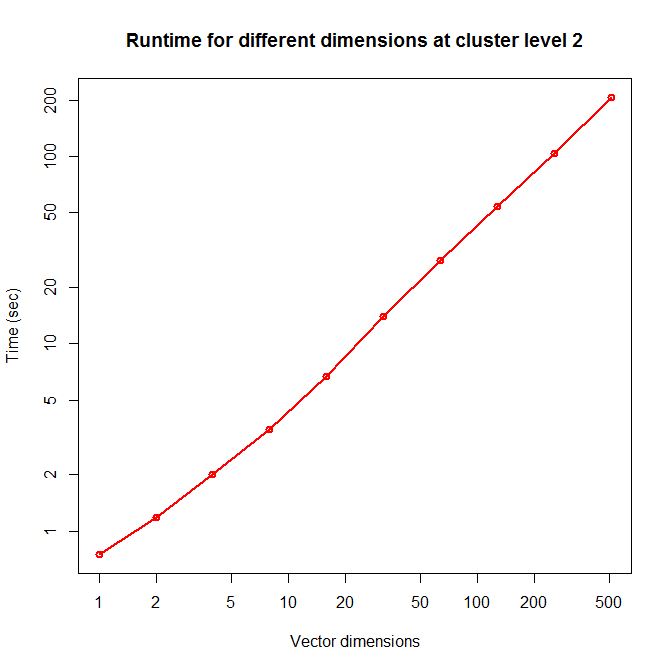 Runtime for different dimensions at cluster level 2
Time (sec)
200
100
50
20
10
5
2
1
1 2 5 10 20 50 100 200 500
Vector dimensions